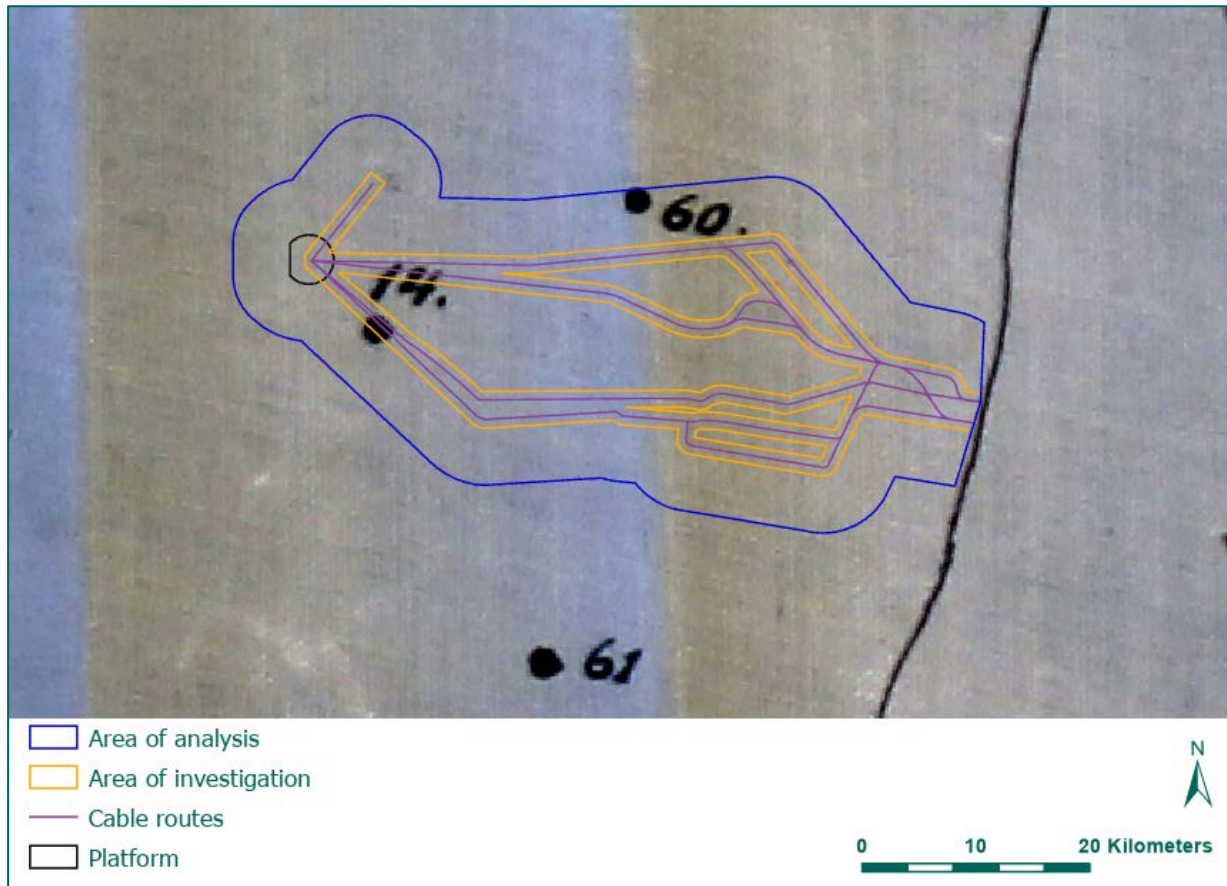 60.
14.
61
Area of analysis
Area of investigation
Cable routes
Platform
N
0 10 20 Kilometers